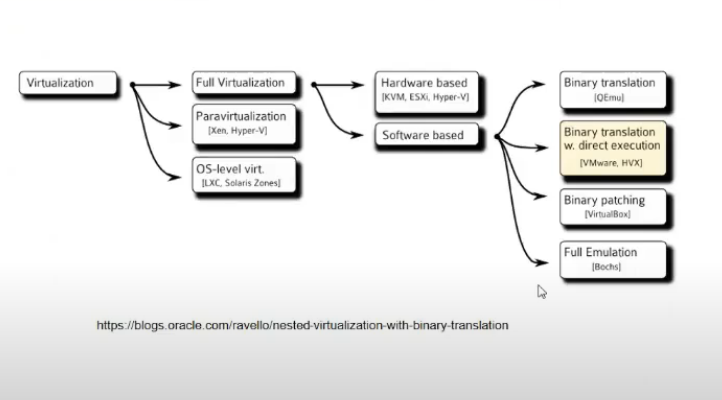 Virtualization
Full Virtualization
Paravirtualization
[Xen, Hyper-V]
OS-level virt.
[LXC, Solaris Zones]
Hardware based
[KVM, ESXi, Hyper-V]
Software based
Binary translation
[QEmu]
Binary translation
w. direct execution
[VMware, HVX]
Binary patching
[VirtualBox]
Full Emulation
[Bochs]
https://blogs.oracle.com/ravello/nested-virtualization-with-binary-translation